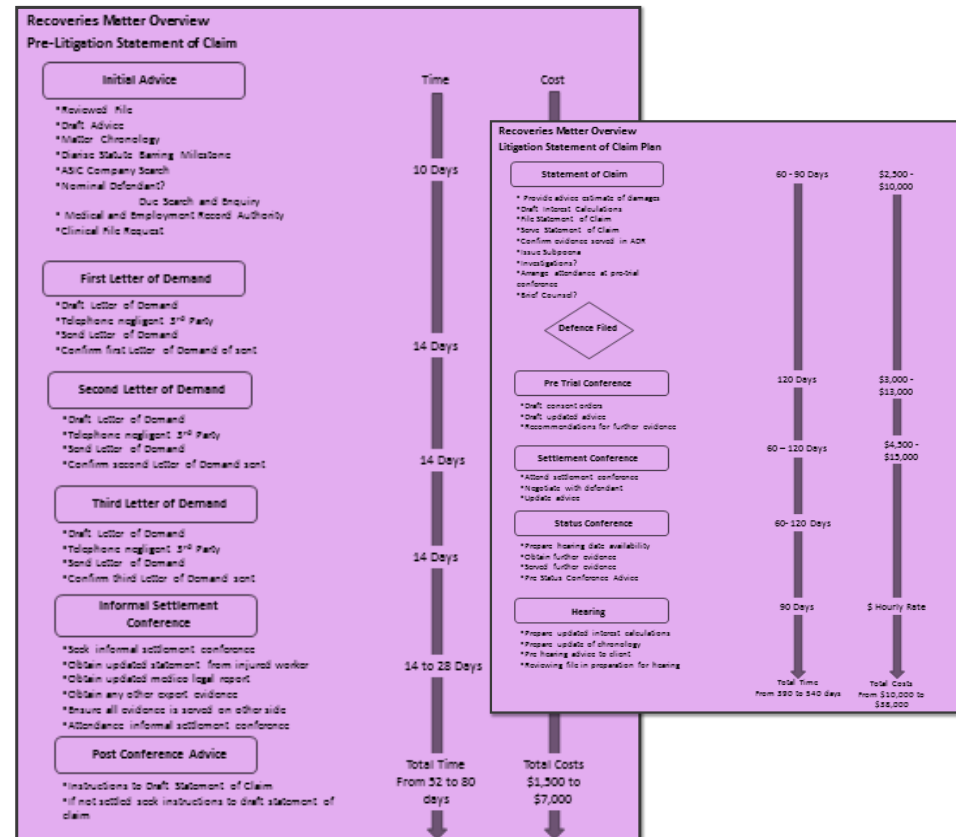 Recoveries Matter Overview
Pre-Litigation Statement of Claim
Initial Advice
Time
Cost
*Reviewed File
*Draft Advice
*Matter Chronology
*Diarise Statute Barring Milestone
*ASIC Company Search
*Nominal Defendant?
Due Search and Enquiry
* Medical and Employment Record Authority
*Clinical File Request
10 Days
First Letter of Demand
*Draft Letter of Demand
*Telephone negligent 3rd Party
*Send Letter of Demand
*Confirm first Letter of Demand of sent
14 Days
Second Letter of Demand
*Draft Letter of Demand
*Telephone negligent 3rd Party
*Send Letter of Demand
*Confirm second Letter of Demand sent
14 Days
Third Letter of Demand
*Draft Letter of Demand
*Telephone negligent 3rd Party
*Send Letter of Demand
*Confirm third Letter of Demand sent
14 Days
Informal Settlement
Conference
*Seek informal settlement conference
*Obtain updated statement from injured worker
*Obtain updated medico legal report
*Obtain any other expert evidence
*Ensure all evidence is served on other side
*Attendance informal settlement conference
14 to 28 Days
Post Conference Advice
*Instructions to Draft Statement of Claim
*If not settled seek instructions to draft statement of
claim
Total Time
From 52 to 80
days
Total Costs
$1,500 to
$7,000
Recoveries Matter Overview
Litigation Statement of Claim Plan
Statement of Claim
60 - 90 Days
$2,500 -
$10,000
* Provide advice estimate of damages
*Draft Interest Calculations
*File Statement of Claim
*Serve Statement of Claim
*Confirm evidence served in ADR
*Issue Subpoena
*Investigations?
*Arrange attendance at pre-trial
conference
*Brief Counsel?
Defence Filed
Pre Trial Conference
120 Days
$3,000 -
$13,000
*Draft consent orders
*Draft updated advice
*Recommendations for further evidence
Settlement Conference
60 – 120 Days
$4,500 -
$15,000
*Attend settlement conference
*Negotiate with defendant
*Update advice
Status Conference
60- 120 Days
*Prepare hearing date availability
*Obtain further evidence
*Served further evidence
*Pre Status Conference Advice
Hearing
90 Days
$ Hourly Rate
*Prepare updated interest calculations
*Prepare update of chronology
*Pre hearing advice to client
*Reviewing file in preparation for hearing
Total Time
From 390 to 540 days
Total Costs
From $10,000 to
$38,000